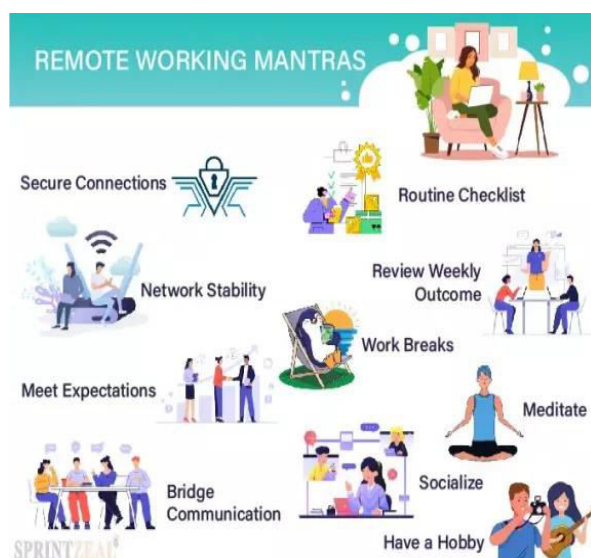 REMOTE WORKING MANTRAS
Secure Connections
Routine Checklist
Network Stability
Review Weekly
Outcome
Work Breaks
Meet Expectations
Meditate
Bridge
Communication
Socialize
Have a Hobby
SPRINTZEAL